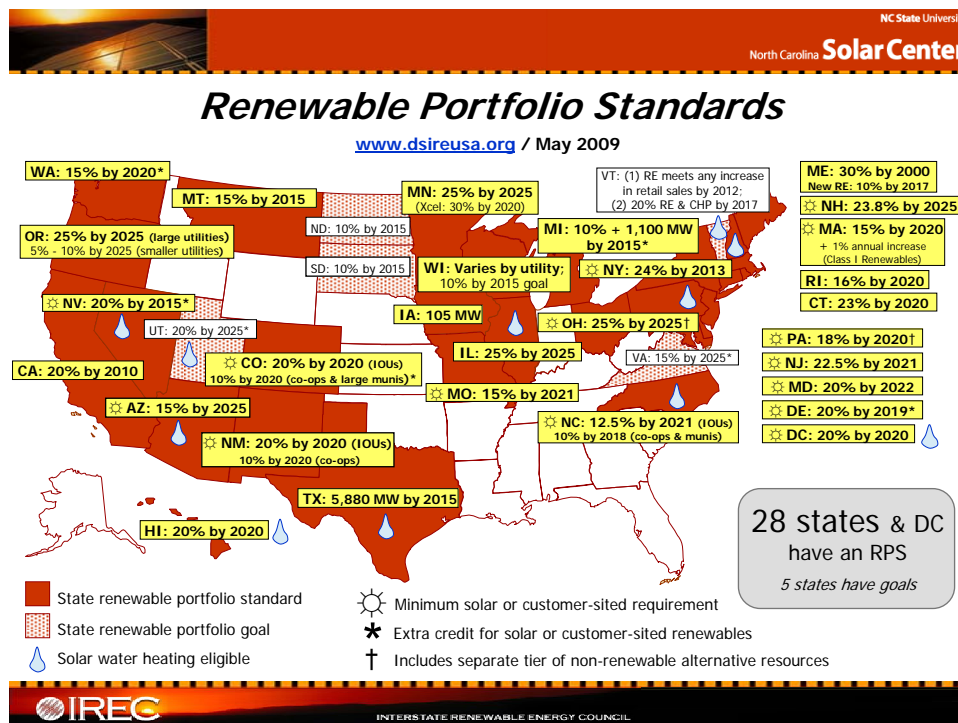 NC State Universi
North Carolina Solar Center
Renewable Portfolio Standards
www.dsireusa.org / May 2009
WA: 15% by 2020*
MT: 15% by 2015
MN: 25% by 2025
(Xcel: 30% by 2020)
VT: (1) RE meets any increase
in retail sales by 2012;
(2) 20% RE & CHP by 2017
ME: 30% by 2000
New RE: 10% by 2017
☼ NH: 23.8% by 2025
☼ MA: 15% by 2020
+ 1% annual increase
(Class I Renewables)
RI: 16% by 2020
CT: 23% by 2020
OR: 25% by 2025 (large utilities)
5% - 10% by 2025 (smaller utilities)
ND: 10% by 2015
SD: 10% by 2015
MI: 10% + 1,100 MW
by 2015*
WI: Varies by utility;
10% by 2015 goal
☼ NY: 24% by 2013
☼ NV: 20% by 2015*
UT: 20% by 2025*
IA: 105 MW
☼ OH: 25% by 2025†
☼ PA: 18% by 2020†
☼ NJ: 22.5% by 2021
☼ MD: 20% by 2022
☼ DE: 20% by 2019*
☼ DC: 20% by 2020
CA: 20% by 2010
☼ CO: 20% by 2020 (IOUs)
10% by 2020 (co-ops & large munis)*
IL: 25% by 2025
VA: 15% by 2025*
☼ MO: 15% by 2021
☼ AZ: 15% by 2025
☼ NC: 12.5% by 2021 (IOUs)
10% by 2018 (co-ops & munis)
☼ NM: 20% by 2020 (IOUs)
10% by 2020 (co-ops)
TX: 5,880 MW by 2015
HI: 20% by 2020
28 states & DC
have an RPS
5 states have goals
State renewable portfolio standard
State renewable portfolio goal
Solar water heating eligible
☼ Minimum solar or customer-sited requirement
* Extra credit for solar or customer-sited renewables
† Includes separate tier of non-renewable alternative resources
IREC
INTERSTATE RENEWABLE ENERGY COUNCIL